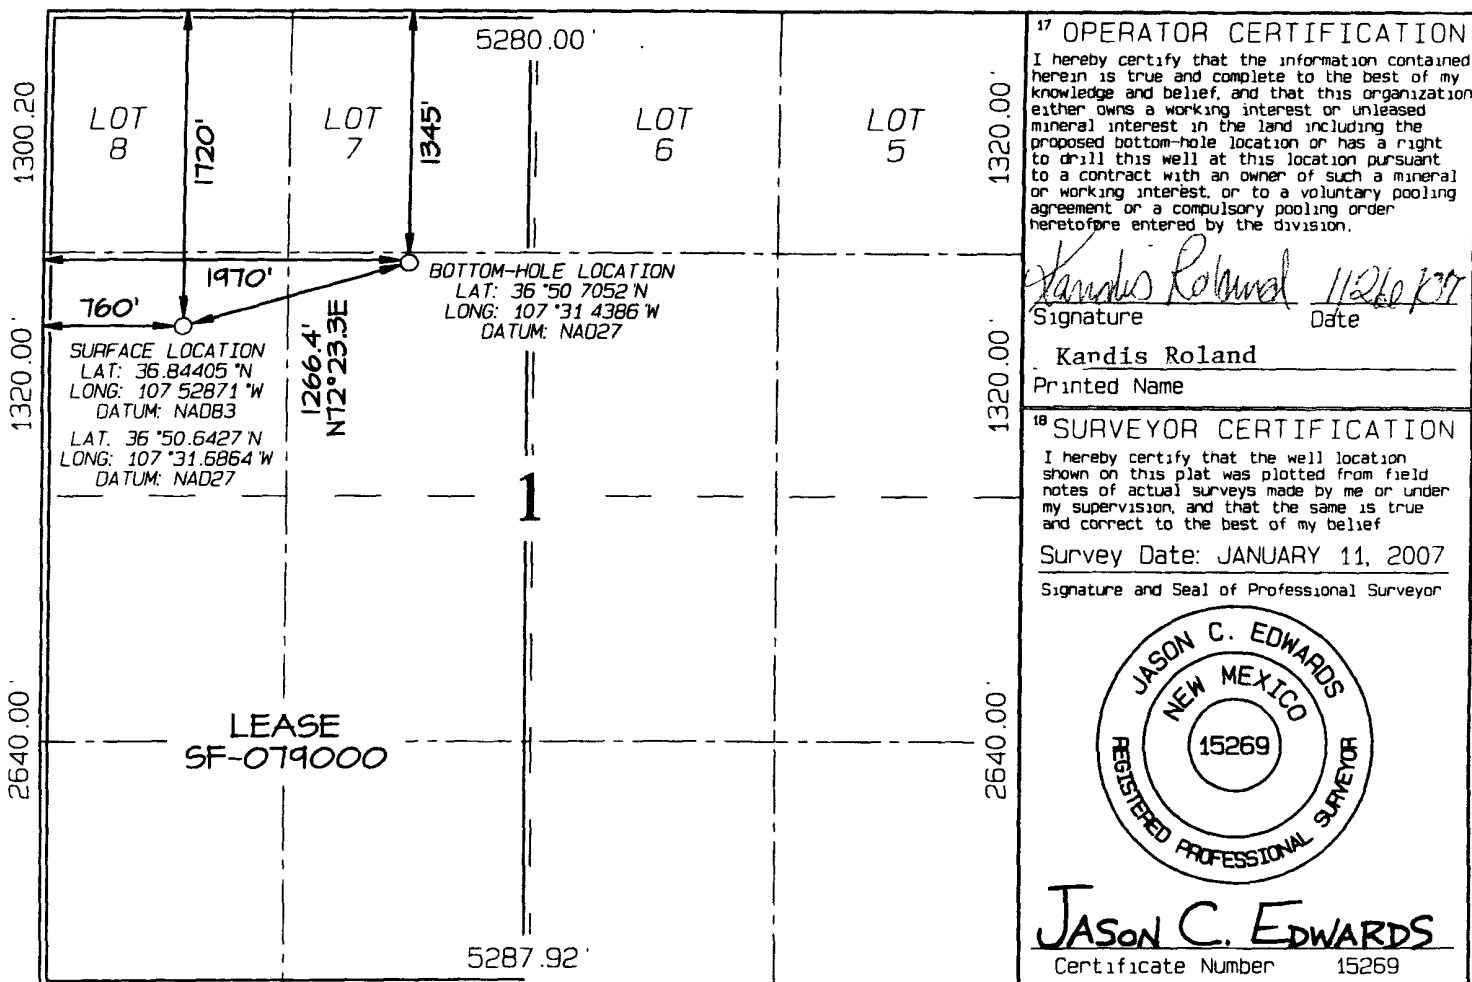 5280.00'
1300.20
LOT
8
1720'
LOT
7
1345'
LOT
6
LOT
5
1320.00'
1970'
760'
BOTTOM-HOLE LOCATION
LAT: 36°50 7052'N
LONG: 107°31 4386'W
DATUM: NAD27
SURFACE LOCATION
LAT: 36.84405°N
LONG: 107 52871°W
DATUM: NAD83
LAT. 36°50.6427'N
LONG: 107°31.6864'W
DATUM: NAD27
1266.4'
N72°23.3E
1320.00'
1320.00'
1
LEASE
SF-079000
2640.00'
2640.00'
5287.92'
17 OPERATOR CERTIFICATION
I hereby certify that the information contained
herein is true and complete to the best of my
knowledge and belief, and that this organization
either owns a working interest or unleased
mineral interest in the land including the
proposed bottom-hole location or has a right
to drill this well at this location pursuant
to a contract with an owner of such a mineral
or working interest, or to a voluntary pooling
agreement or a compulsory pooling order
heretofore entered by the division.
Kandis Roland
Signature Date
Kandis Roland
Printed Name
18 SURVEYOR CERTIFICATION
I hereby certify that the well location
shown on this plat was plotted from field
notes of actual surveys made by me or under
my supervision, and that the same is true
and correct to the best of my belief
Survey Date: JANUARY 11, 2007
Signature and Seal of Professional Surveyor
JASON C. EDWARDS
NEW MEXICO
15269
REGISTERED PROFESSIONAL SURVEYOR
JASON C. EDWARDS
Certificate Number 15269